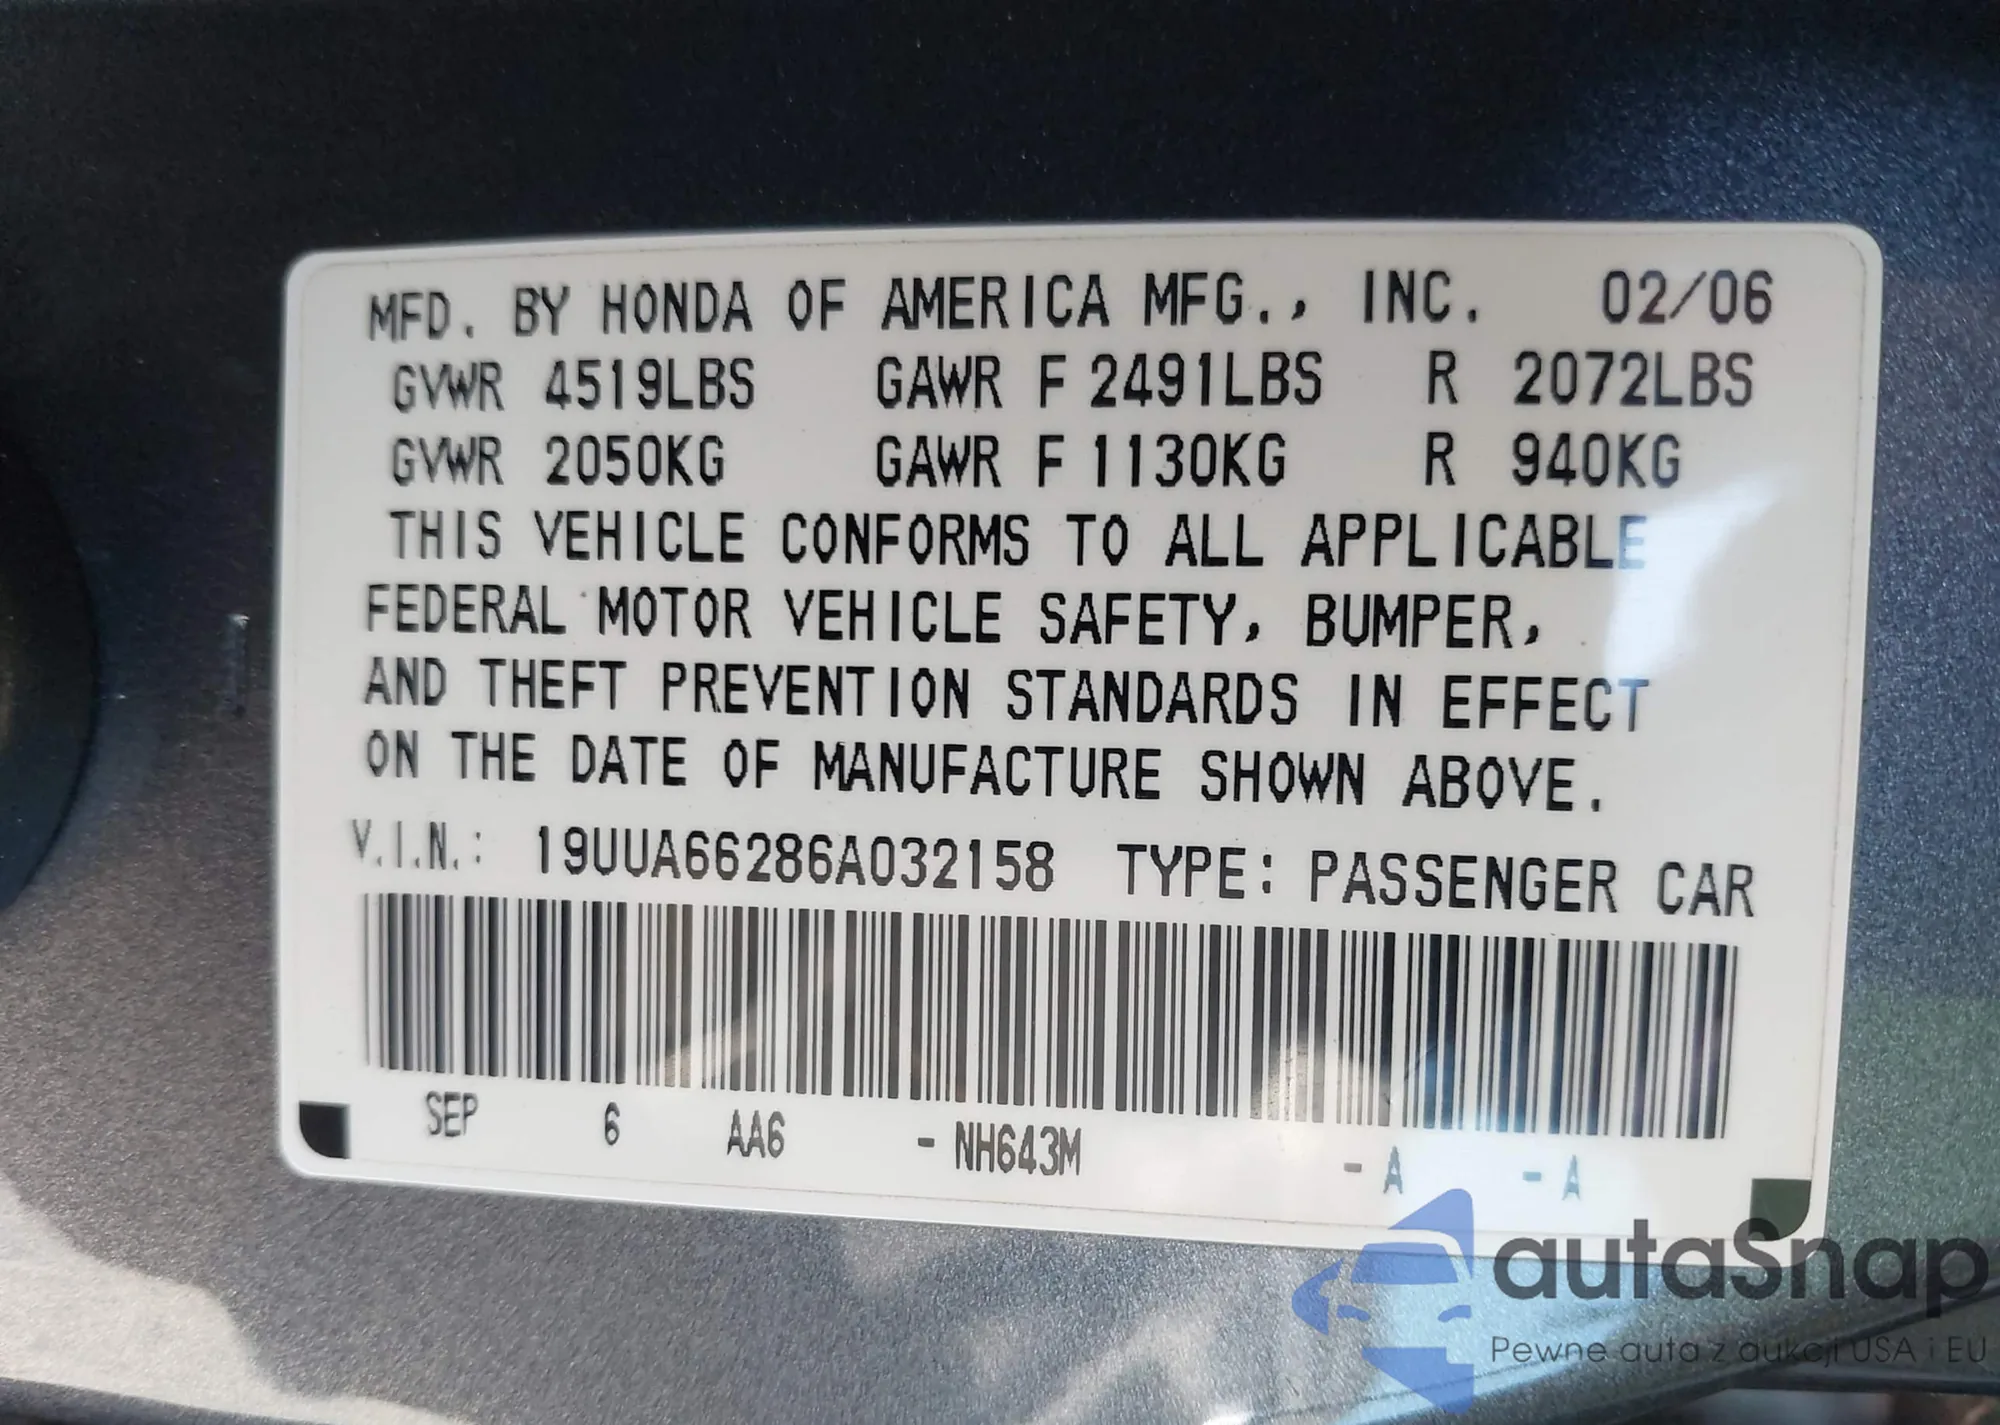 MFD. BY HONDA OF AMERICA MFG., INC. 02/06
GVWR 4519LBS GAWR F 2491LBS R 2072LBS
GVWR 2050KG GAWR F 1130KG R 940KG
THIS VEHICLE CONFORMS TO ALL APPLICABLE
FEDERAL MOTOR VEHICLE SAFETY, BUMPER,
AND THEFT PREVENTION STANDARDS IN EFFECT
ON THE DATE OF MANUFACTURE SHOWN ABOVE.
V.I.N.: 19UUA66286A032158 TYPE: PASSENGER CAR
SEP 6 AA6 - NH643M - A - A
autaSnap
Pewne auta z aukcji USA i EU